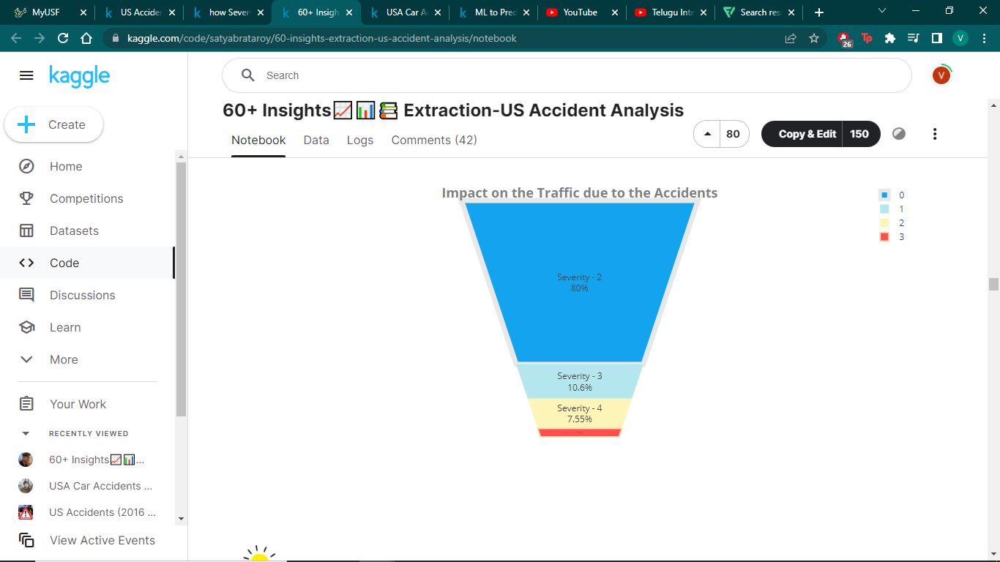 MyUSF
US Accider
how Sever
60+ Insigh
USA Car A
ML to Pred
YouTube
Telugu Inte
Search res
kaggle.com/code/satyabrataroy/60-insights-extraction-us-accident-analysis/notebook
26
Tp
V
kaggle
Search
V
Create
60+ Insights Extraction-US Accident Analysis
Notebook
Data
Logs
Comments (42)
80
Copy & Edit
150
Home
Competitions
Datasets
Code
Discussions
Learn
More
Your Work
RECENTLY VIEWED
60+ Insights...
USA Car Accidents ...
US Accidents (2016 ...
View Active Events
Impact on the Traffic due to the Accidents
Severity - 2
80%
Severity - 3
10.6%
Severity - 4
7.55%
0
1
2
3